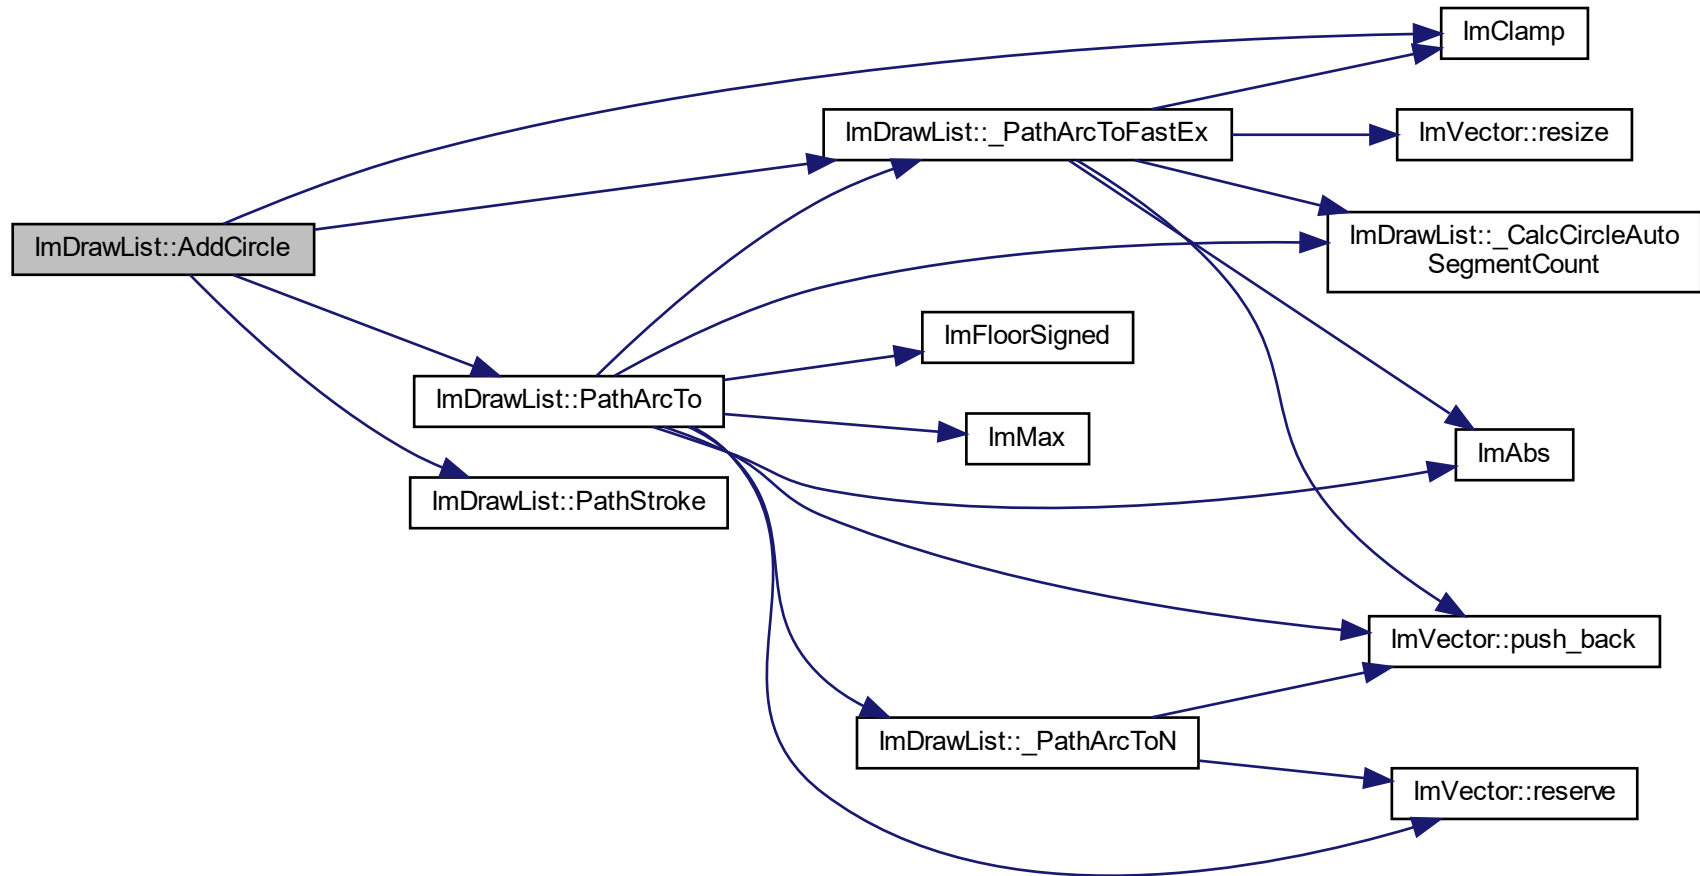 ImDrawList::AddCircle
ImClamp
ImDrawList::_PathArcToFastEx
ImVector::resize
ImDrawList::_CalcCircleAuto
SegmentCount
ImFloorSigned
ImDrawList::PathArcTo
ImMax
ImAbs
ImDrawList::PathStroke
ImVector::push_back
ImDrawList::_PathArcToN
ImVector::reserve